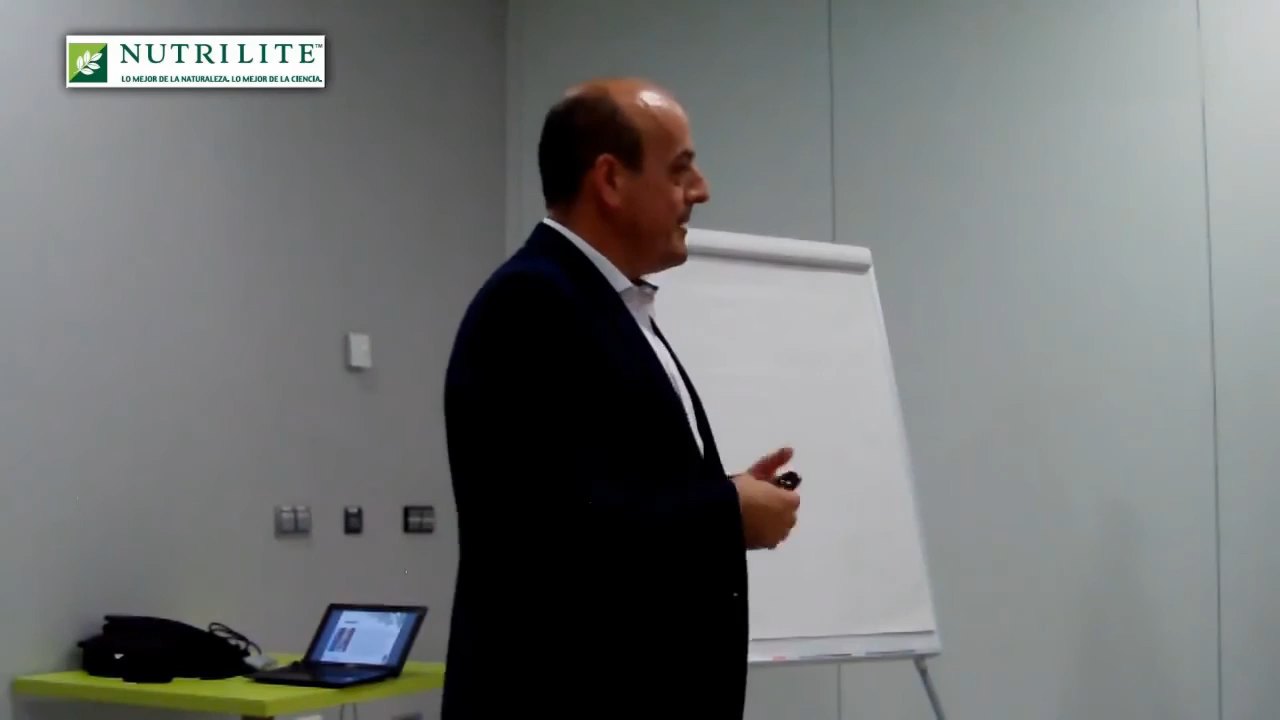 NUTRILITE™
LO MEJOR DE LA NATURALEZA. LO MEJOR DE LA CIENCIA.